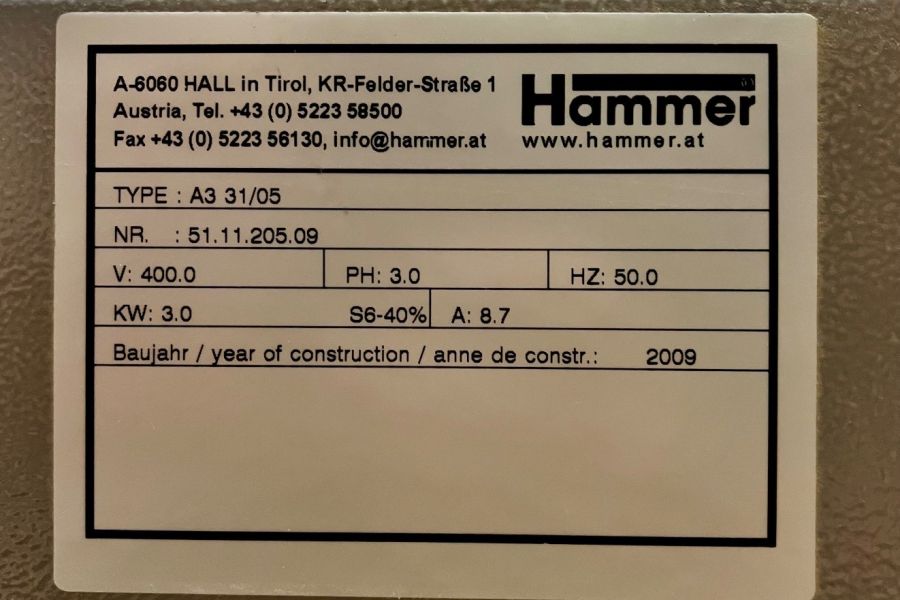 A-6060 HALL in Tirol, KR-Felder-Straße 1
Austria, Tel. +43 (0) 5223 58500
Fax +43 (0) 5223 56130, info@hammer.at
Hammer
www.hammer.at
TYPE : A3 31/05
NR. : 51.11.205.09
V: 400.0 PH: 3.0 HZ: 50.0
KW: 3.0 S6-40% A: 8.7
Baujahr / year of construction / anne de constr.: 2009